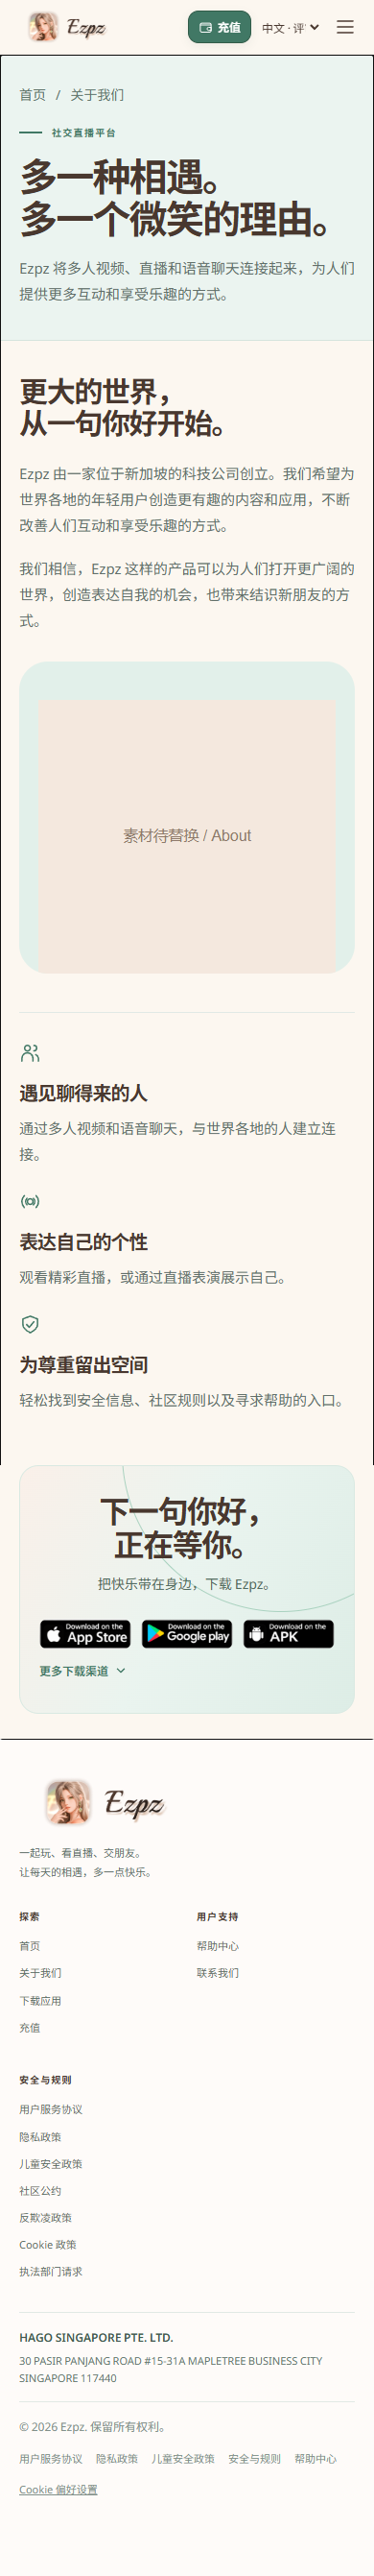 Ezpz
充值
中文 · 评
首页 / 关于我们
社交直播平台
多一种相遇。
多一个微笑的理由。
Ezpz 将多人视频、直播和语音聊天连接起来，为人们
提供更多互动和享受乐趣的方式。
更大的世界，
从一句你好开始。
Ezpz 由一家位于新加坡的科技公司创立。我们希望为
世界各地的年轻用户创造更有趣的内容和应用，不断
改善人们互动和享受乐趣的方式。
我们相信，Ezpz 这样的产品可以为人们打开更广阔的
世界，创造表达自我的机会，也带来结识新朋友的方
式。
素材待替换 / About
遇见聊得来的人
通过多人视频和语音聊天，与世界各地的人建立连
接。
表达自己的个性
观看精彩直播，或通过直播表演展示自己。
为尊重留出空间
轻松找到安全信息、社区规则以及寻求帮助的入口。
下一句你好，
正在等你。
把快乐带在身边，下载 Ezpz。
Download on the
App Store
Download on the
Google play
Download on the
APK
更多下载渠道
Ezpz
一起玩、看直播、交朋友。
让每天的相遇，多一点快乐。
探索
首页
关于我们
下载应用
充值
用户支持
帮助中心
联系我们
安全与规则
用户服务协议
隐私政策
儿童安全政策
社区公约
反欺凌政策
Cookie 政策
执法部门请求
HAGO SINGAPORE PTE. LTD.
30 PASIR PANJANG ROAD #15-31A MAPLETREE BUSINESS CITY
SINGAPORE 117440
© 2026 Ezpz. 保留所有权利。
用户服务协议 隐私政策 儿童安全政策 安全与规则 帮助中心
Cookie 偏好设置